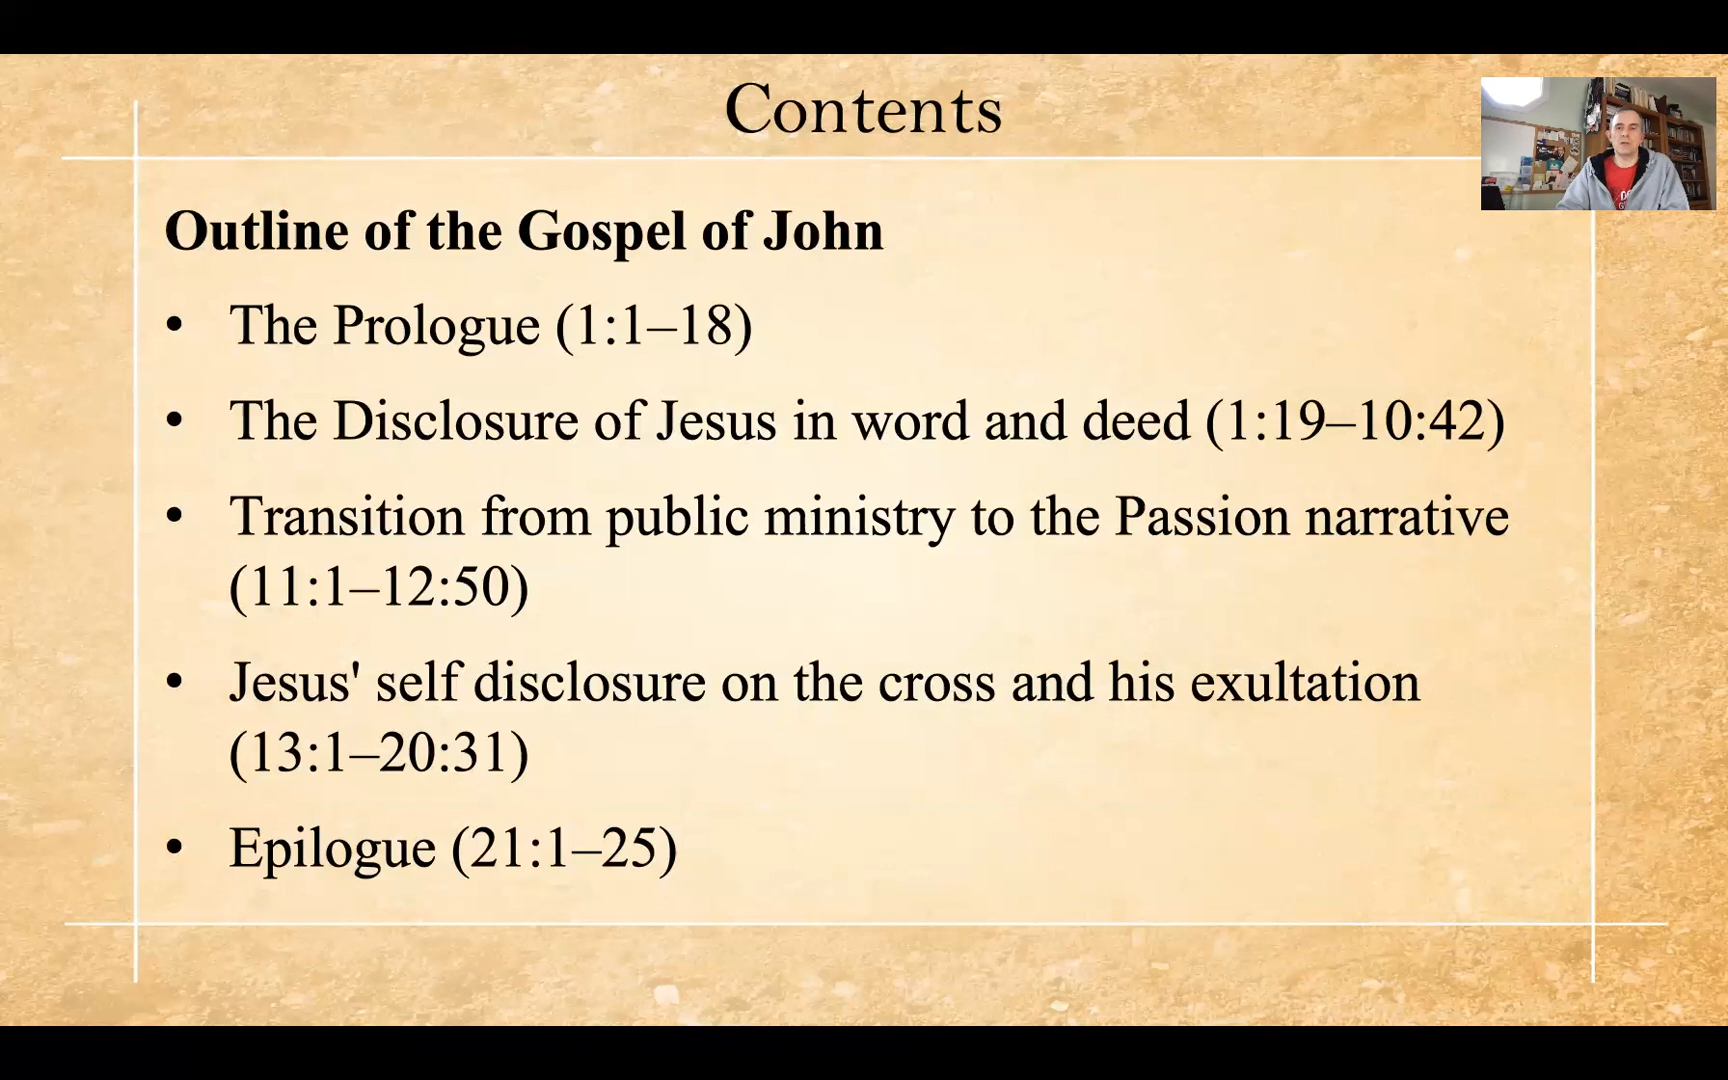 Contents
Outline of the Gospel of John
• The Prologue (1:1–18)
• The Disclosure of Jesus in word and deed (1:19–10:42)
• Transition from public ministry to the Passion narrative
(11:1–12:50)
• Jesus' self disclosure on the cross and his exultation
(13:1–20:31)
• Epilogue (21:1–25)